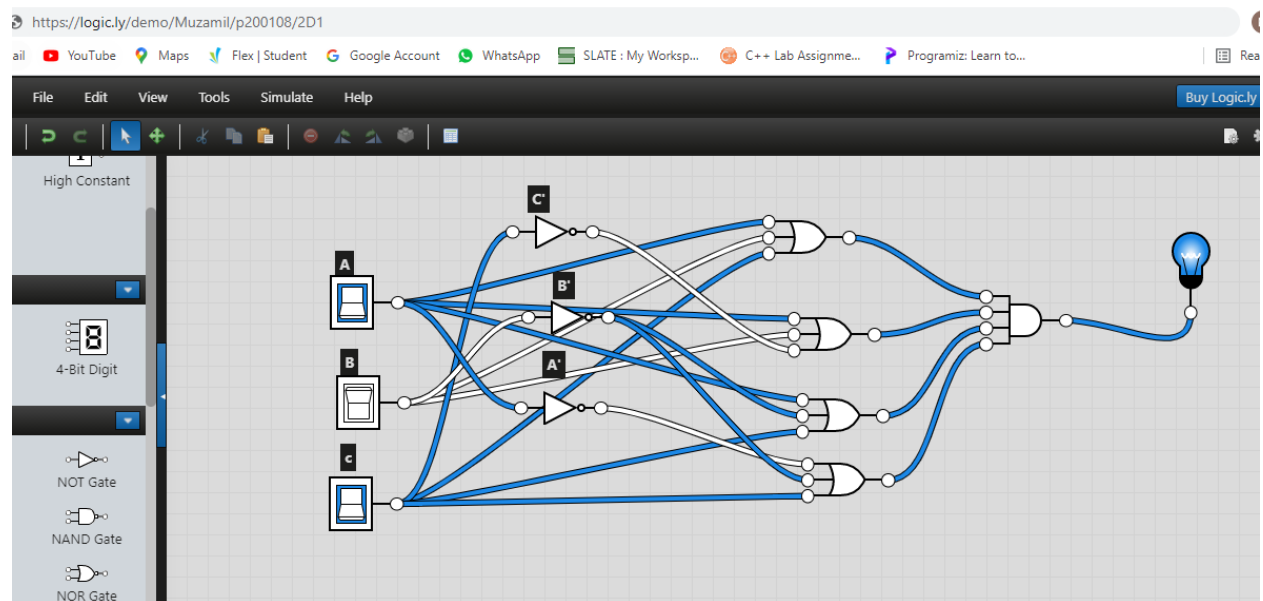 https://logic.ly/demo/Muzamil/p200108/2D1
ail YouTube Maps Flex | Student G Google Account WhatsApp SLATE : My Worksp... C++ Lab Assignme... Programiz: Learn to... Rea
File Edit View Tools Simulate Help Buy Logic.ly
High Constant
4-Bit Digit
NOT Gate
NAND Gate
NOR Gate
C'
A
B'
B
A'
c